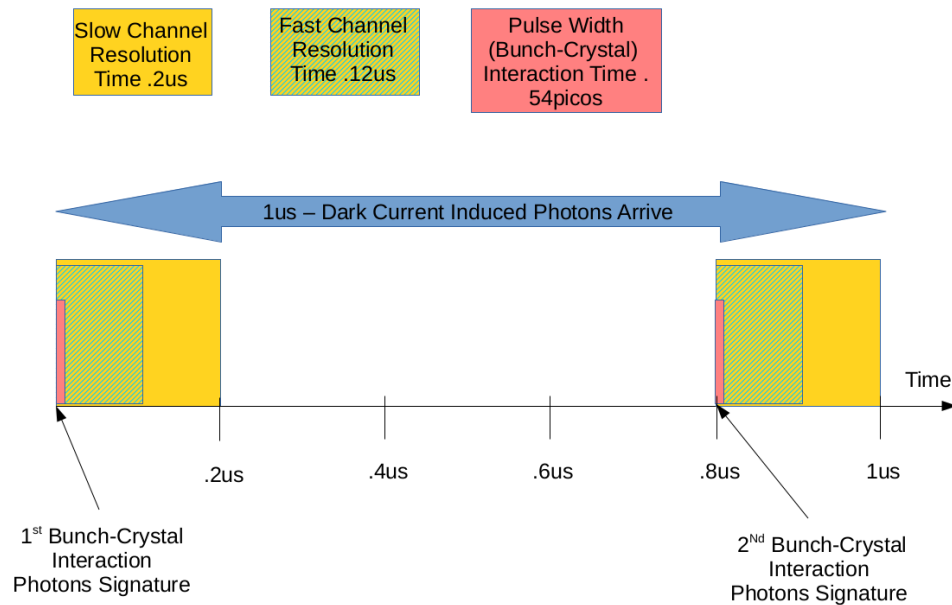 Slow Channel
Resolution
Time .2us
Fast Channel
Resolution
Time .12us
Pulse Width
(Bunch-Crystal)
Interaction Time .
54picos
1us – Dark Current Induced Photons Arrive
Time
.2us
.4us
.6us
.8us
1us
1st Bunch-Crystal
Interaction
Photons Signature
2Nd Bunch-Crystal
Interaction
Photons Signature